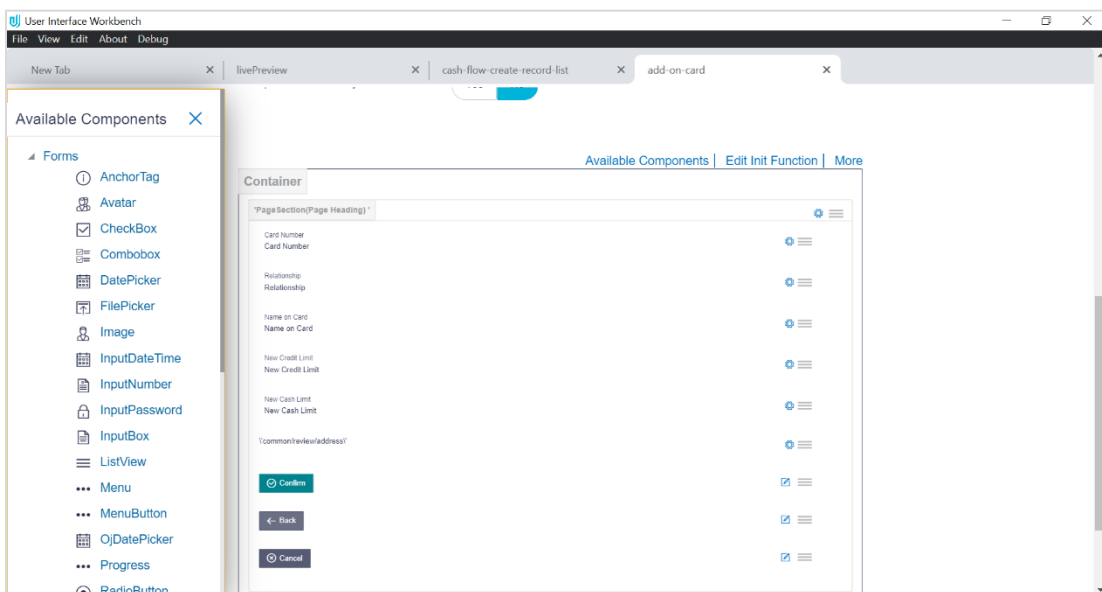 User Interface Workbench
File View Edit About Debug
New Tab livePreview cash-flow-create-record-list add-on-card
Available Components
Forms
AnchorTag
Avatar
CheckBox
Combobox
DatePicker
FilePicker
Image
InputDateTime
InputNumber
InputPassword
InputBox
ListView
Menu
MenuButton
OjDatePicker
Progress
RadioButton
Available Components | Edit Init Function | More
Container
"PageSection(Page Heading) "
Card Number
Card Number
Relationship
Relationship
Name on Card
Name on Card
New Credit Limit
New Credit Limit
New Cash Limit
New Cash Limit
\'common/review/address\'
Confirm
Back
Cancel